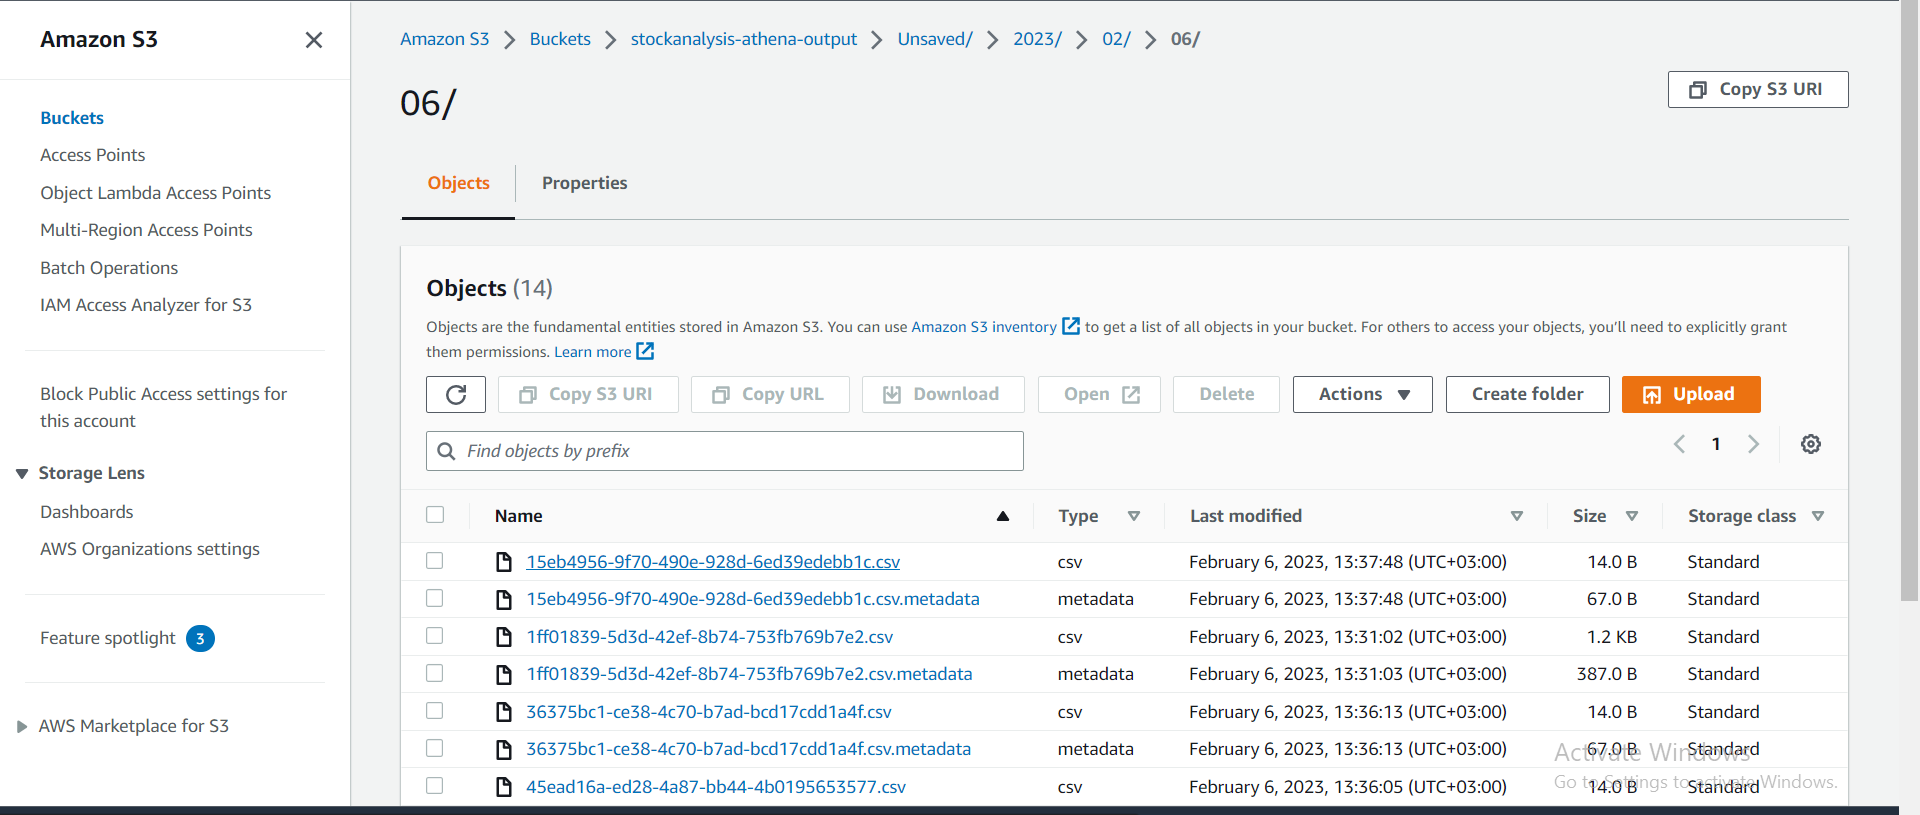 Amazon S3
Buckets
Access Points
Object Lambda Access Points
Multi-Region Access Points
Batch Operations
IAM Access Analyzer for S3
Block Public Access settings for
this account
Storage Lens
Dashboards
AWS Organizations settings
Feature spotlight 3
AWS Marketplace for S3
Amazon S3 Buckets stockanalysis-athena-output Unsaved/ 2023/ 02/ 06/
06/
Copy S3 URI
Objects Properties
Objects (14)
Objects are the fundamental entities stored in Amazon S3. You can use Amazon S3 inventory to get a list of all objects in your bucket. For others to access your objects, you'll need to explicitly grant
them permissions. Learn more
Copy S3 URI Copy URL Download Open Delete Actions Create folder Upload
Find objects by prefix
1
Name Type Last modified Size Storage class
15eb4956-9f70-490e-928d-6ed39edebb1c.csv csv February 6, 2023, 13:37:48 (UTC+03:00) 14.0 B Standard
15eb4956-9f70-490e-928d-6ed39edebb1c.csv.metadata metadata February 6, 2023, 13:37:48 (UTC+03:00) 67.0 B Standard
1ff01839-5d3d-42ef-8b74-753fb769b7e2.csv csv February 6, 2023, 13:31:02 (UTC+03:00) 1.2 KB Standard
1ff01839-5d3d-42ef-8b74-753fb769b7e2.csv.metadata metadata February 6, 2023, 13:31:03 (UTC+03:00) 387.0 B Standard
36375bc1-ce38-4c70-b7ad-bcd17cdd1a4f.csv csv February 6, 2023, 13:36:13 (UTC+03:00) 14.0 B Standard
36375bc1-ce38-4c70-b7ad-bcd17cdd1a4f.csv.metadata metadata February 6, 2023, 13:36:13 (UTC+03:00) 67.0 B Standard
45ead16a-ed28-4a87-bb44-4b0195653577.csv csv February 6, 2023, 13:36:05 (UTC+03:00) 14.0 B Standard
Activate Windows
Go to Settings to activate Windows.